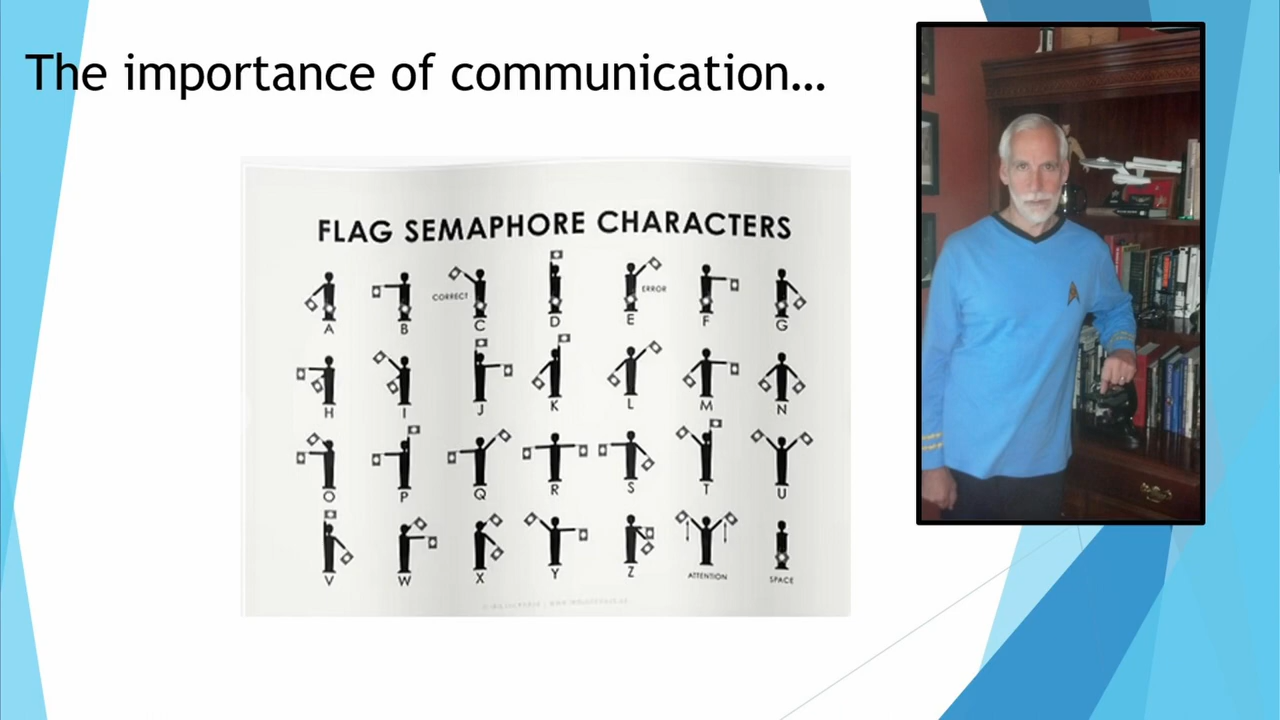 The importance of communication...
FLAG SEMAPHORE CHARACTERS
CORRECT ERROR
A B C D E F G
H I J K L M N
O P Q R S T U
V W X Y Z ATTENTION SPACE